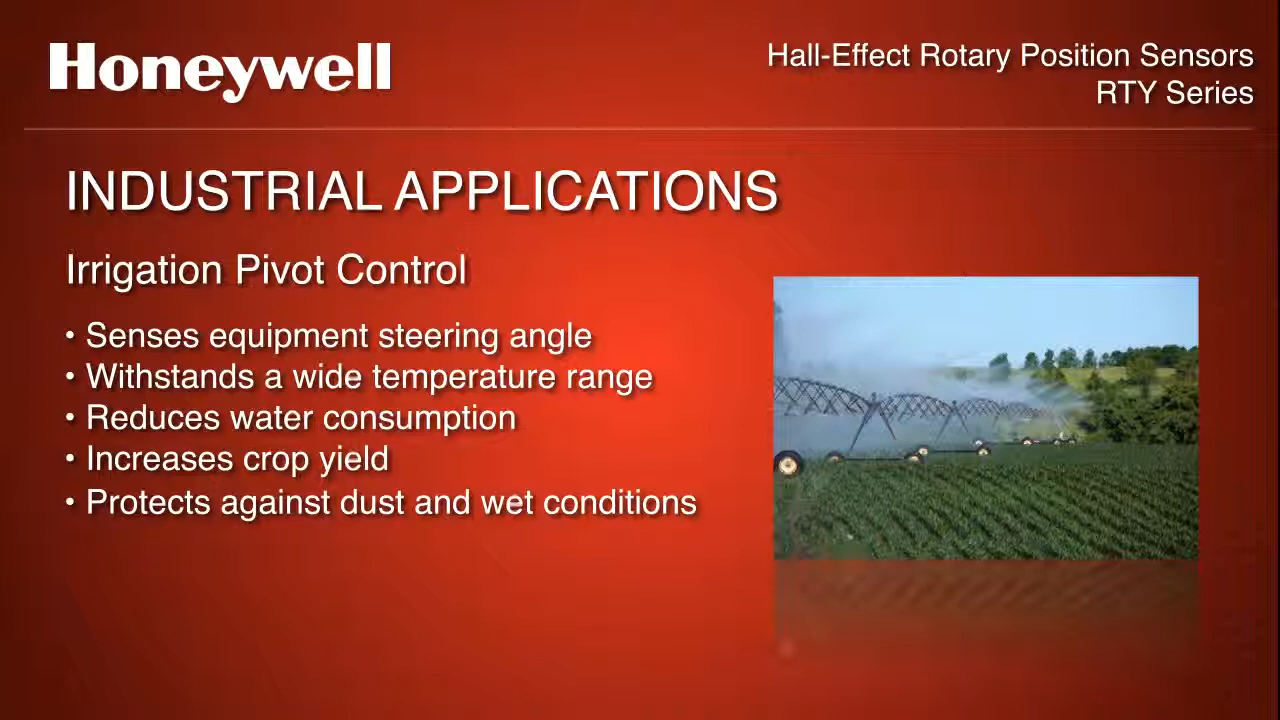 Honeywell
Hall-Effect Rotary Position Sensors
RTY Series
INDUSTRIAL APPLICATIONS
Irrigation Pivot Control
• Senses equipment steering angle
• Withstands a wide temperature range
• Reduces water consumption
• Increases crop yield
• Protects against dust and wet conditions